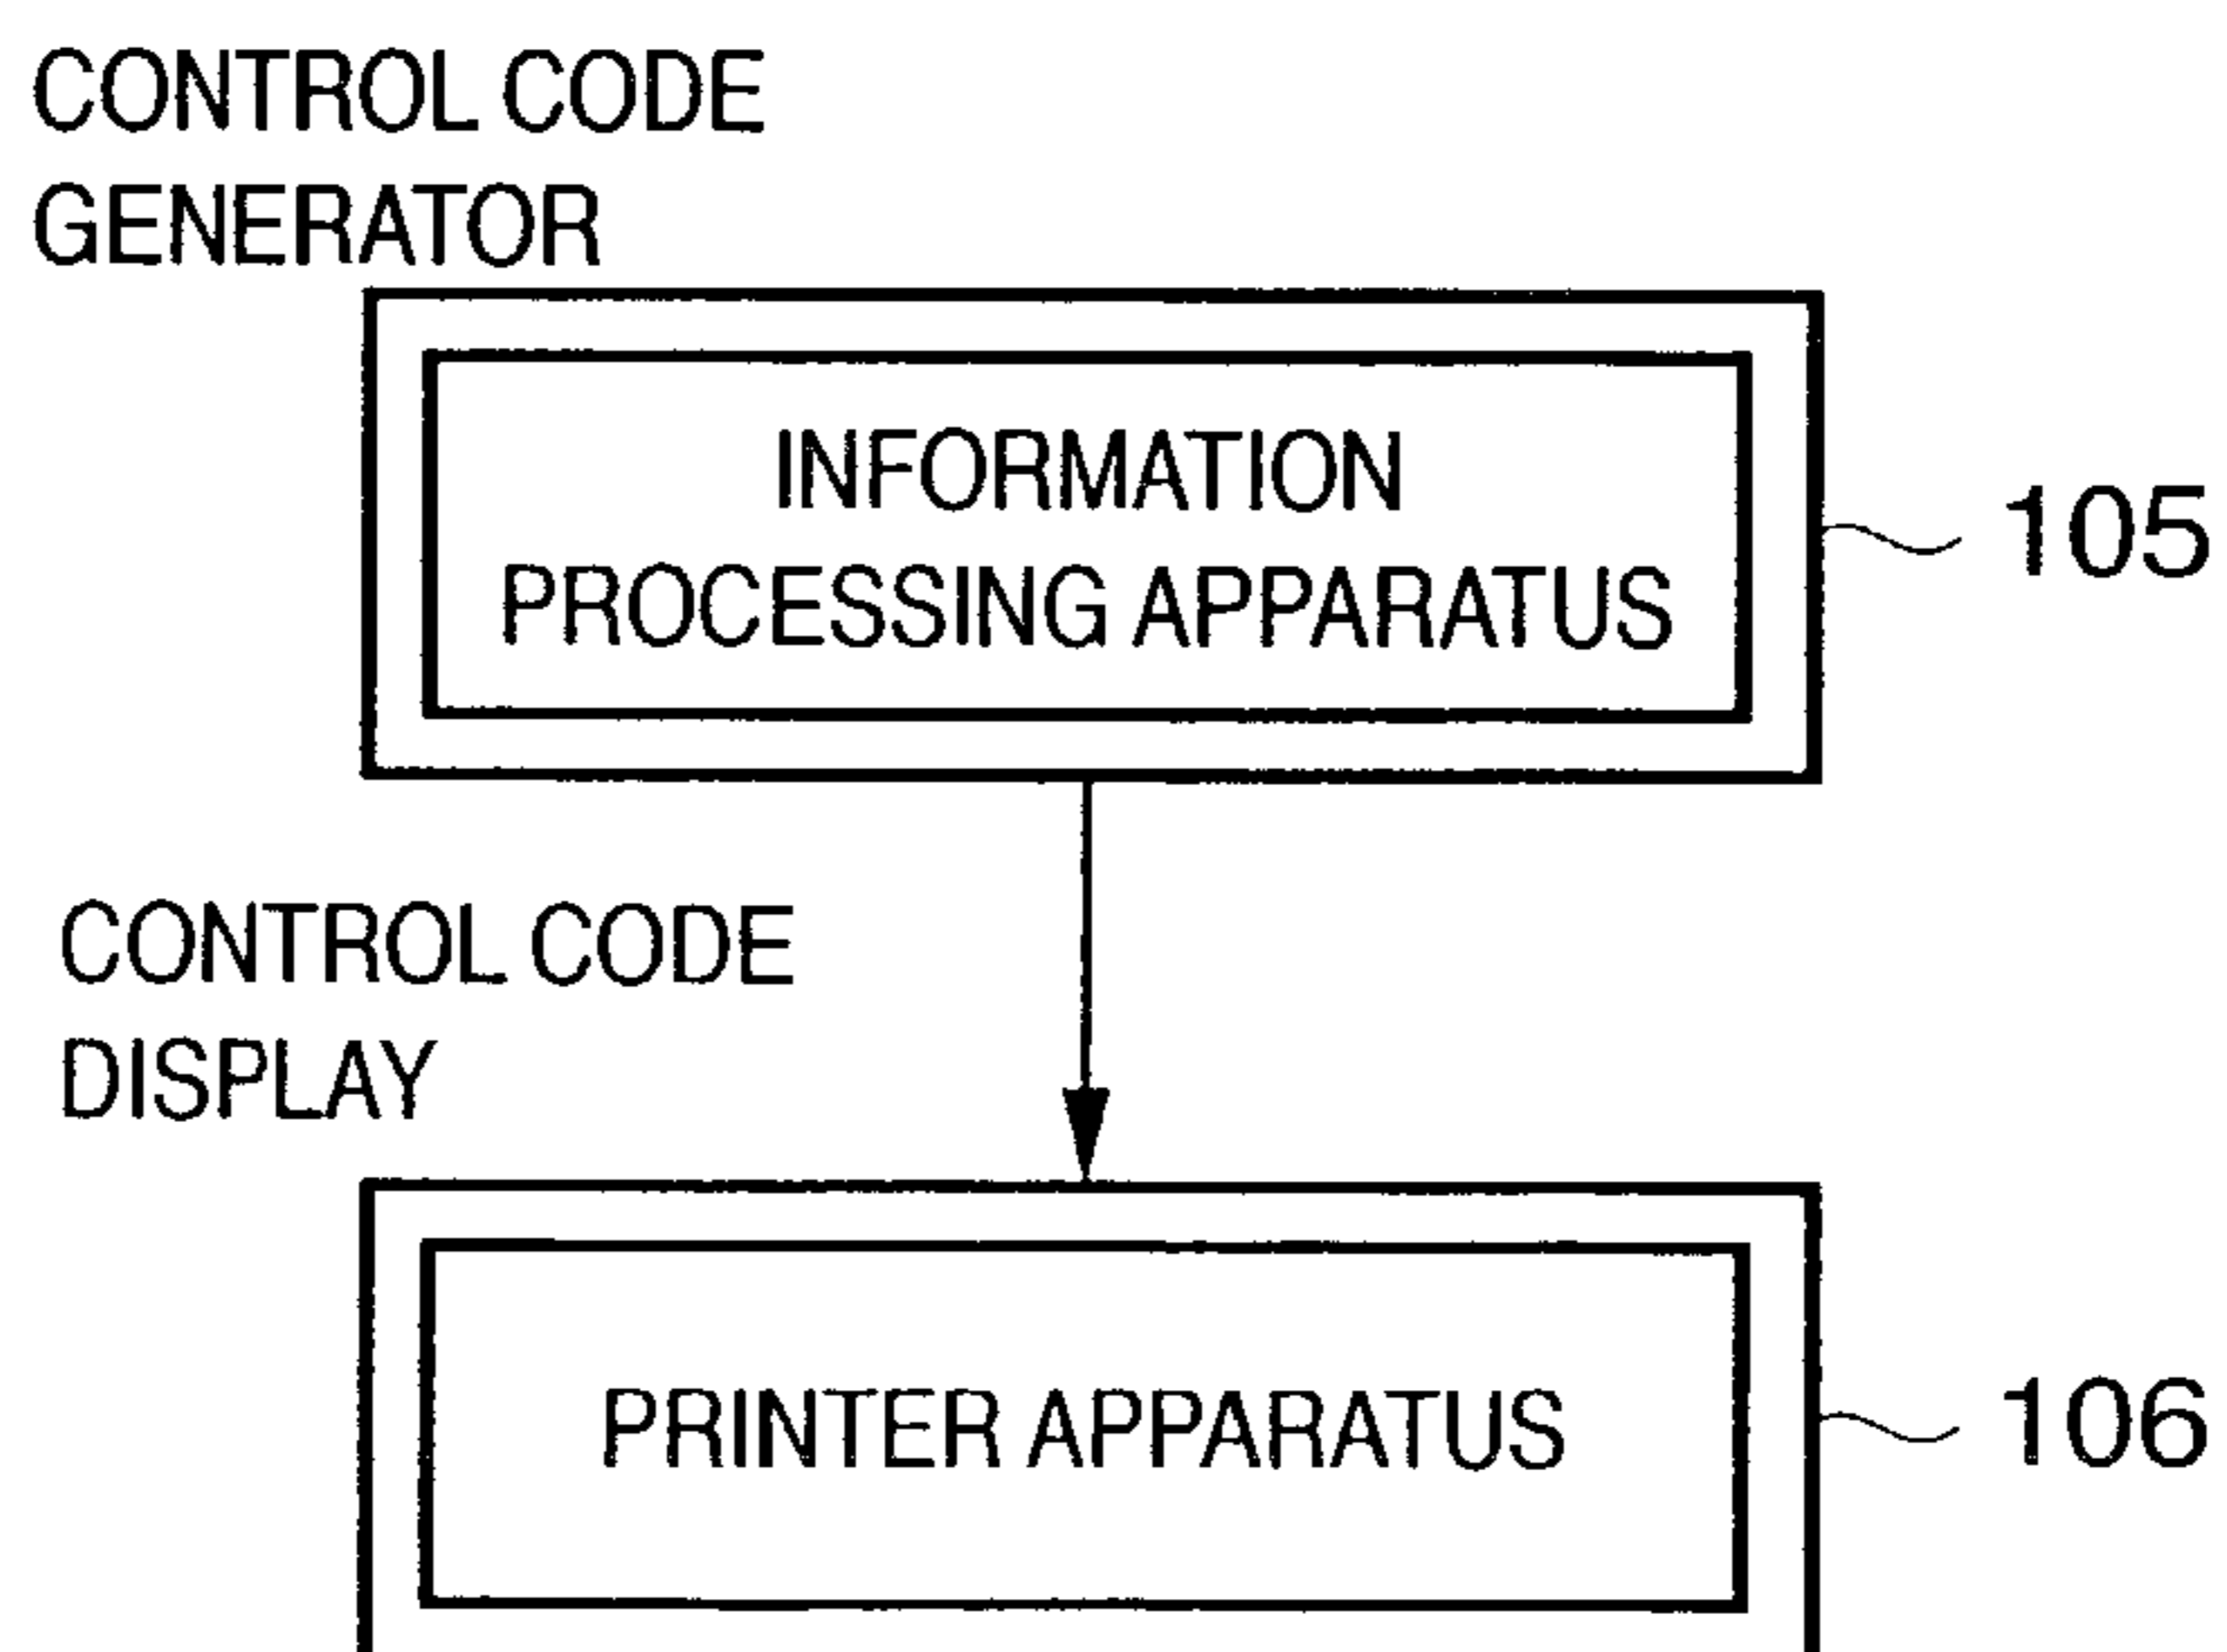 CONTROL CODE
GENERATOR
INFORMATION
PROCESSING APPARATUS
105
CONTROL CODE
DISPLAY
PRINTER APPARATUS
106